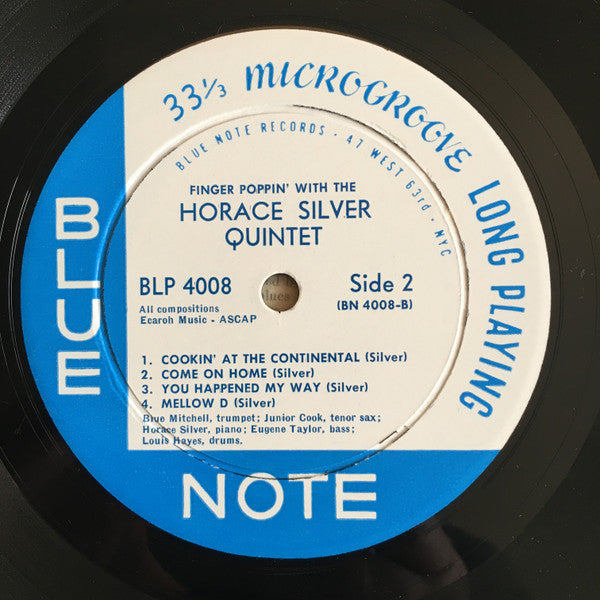 33⅓ MICROGROOVE LONG PLAYING
BLUE NOTE RECORDS · 47 WEST 63rd · NYC
FINGER POPPIN' WITH THE
HORACE SILVER
QUINTET
BLP 4008
Side 2
(BN 4008-B)
All compositions
Ecaroh Music - ASCAP
1. COOKIN' AT THE CONTINENTAL (Silver)
2. COME ON HOME (Silver)
3. YOU HAPPENED MY WAY (Silver)
4. MELLOW D (Silver)
Blue Mitchell, trumpet; Junior Cook, tenor sax;
Horace Silver, piano; Eugene Taylor, bass;
Louis Hayes, drums.
BLUE
NOTE